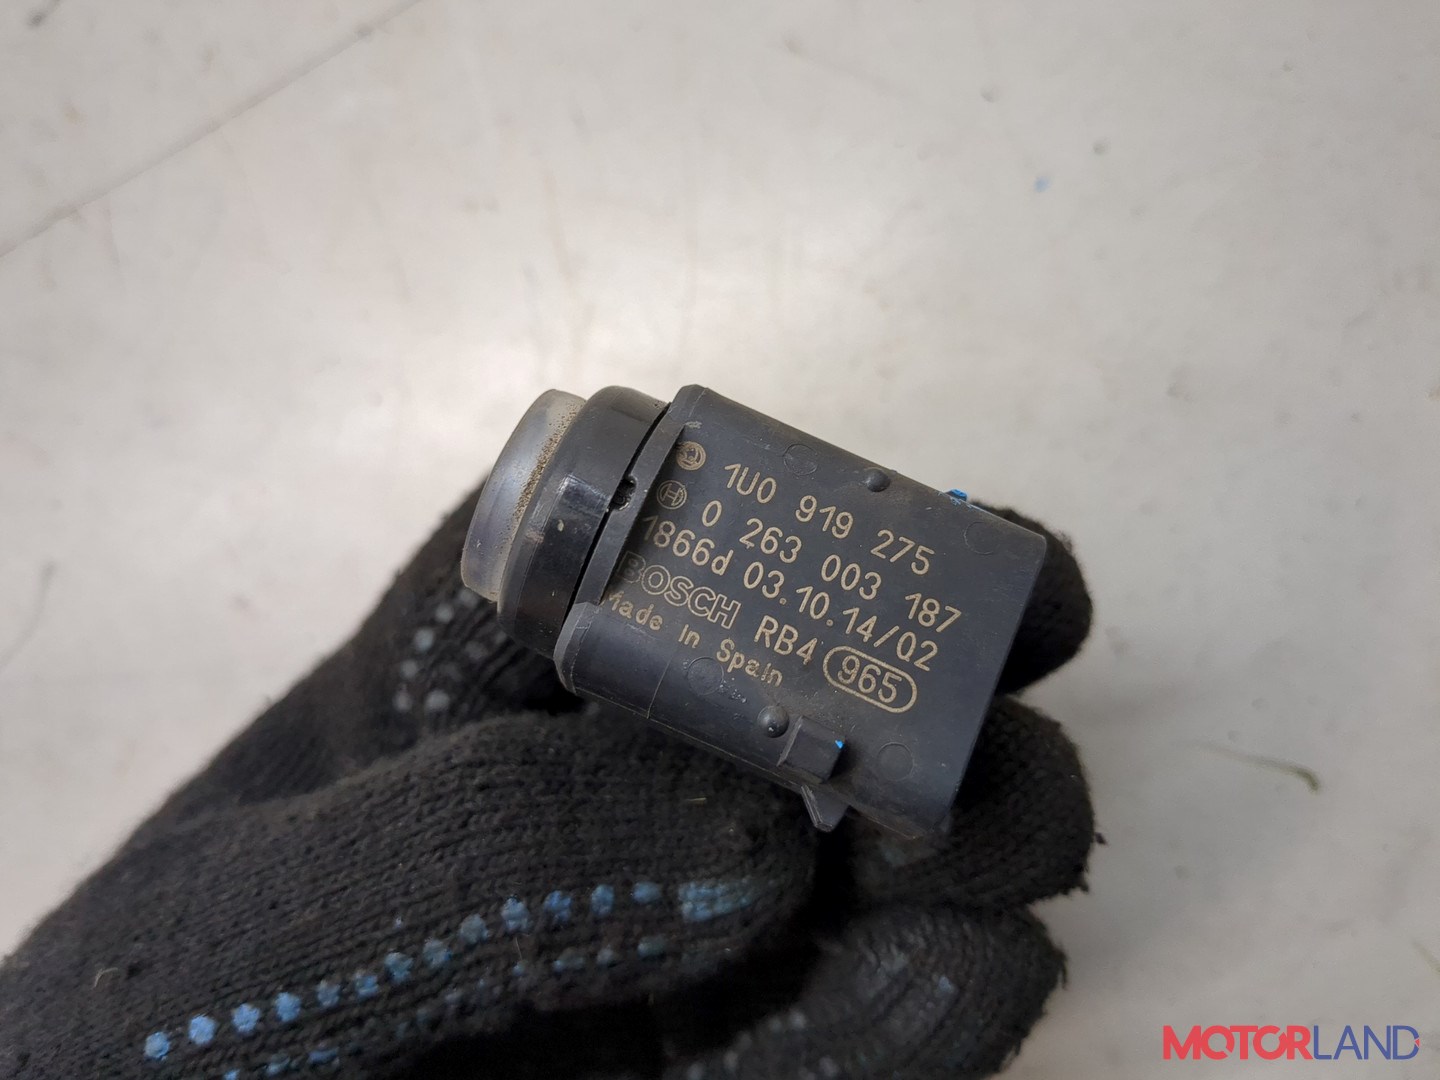 1U0 919 275
0 263 003 187
1866d 03.10.14/02
BOSCH RB4 965
Made in Spain
MOTORLAND